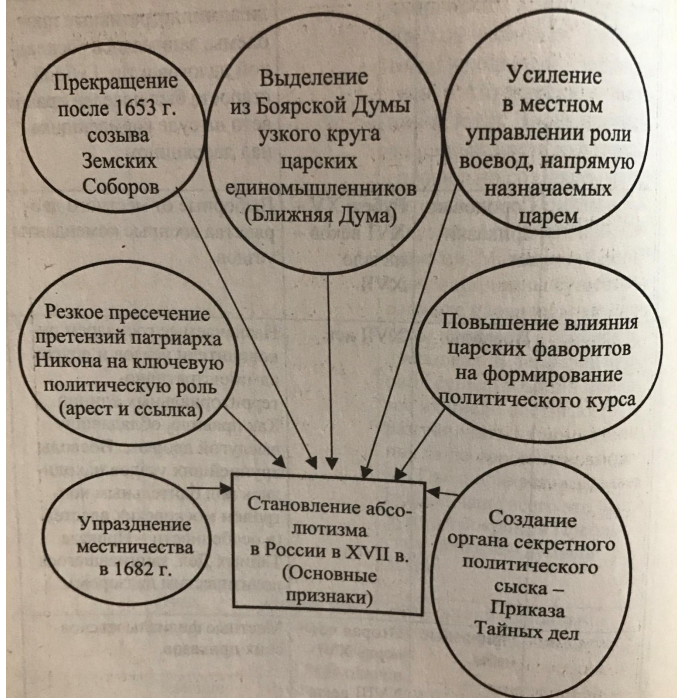 Прекращение
после 1653 г.
созыва
Земских
Соборов
Выделение
из Боярской Думы
узкого круга
царских
единомышленников
(Ближняя Дума)
Усиление
в местном
управлении роли
воевод, напрямую
назначаемых
царем
Резкое пресечение
претензий патриарха
Никона на ключевую
политическую роль
(арест и ссылка)
Повышение влияния
царских фаворитов
на формирование
политического курса
Упразднение
местничества
в 1682 г.
Становление абсо-
лютизма
в России в XVII в.
(Основные
признаки)
Создание
органа секретного
политического
сыска –
Приказа
Тайных дел